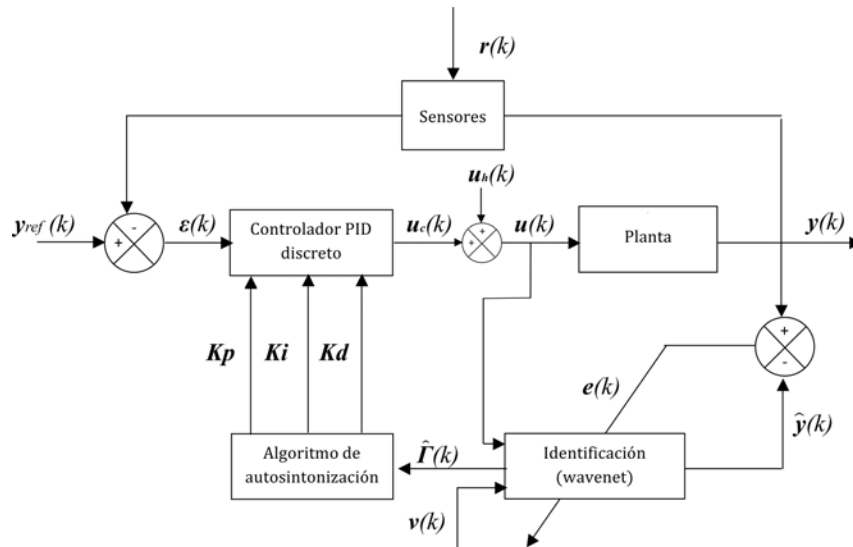 r(k)
Sensores
u_h(k)
y_ref (k)
-
+
ε(k)
Controlador PID
discreto
u_c(k)
+
+
u(k)
Planta
y(k)
Kp
Ki
Kd
+
-
e(k)
ŷ(k)
Algoritmo de
autosintonización
Γ̂(k)
Identificación
(wavenet)
v(k)